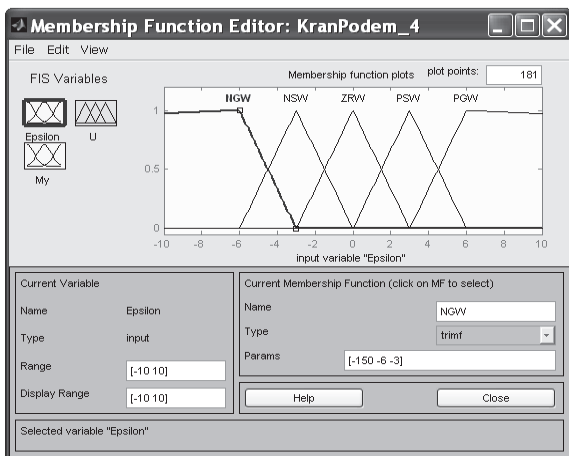 Membership Function Editor: KranPodem_4
File Edit View
FIS Variables
Epsilon
U
My
Membership function plots
plot points:
181
NGW NSW ZRW PSW PGW
1
0.5
0
-10 -8 -6 -4 -2 0 2 4 6 8 10
input variable "Epsilon"
Current Variable
Name
Epsilon
Type
input
Range
[-10 10]
Display Range
[-10 10]
Current Membership Function (click on MF to select)
Name
NGW
Type
trimf
Params
[-150 -6 -3]
Help
Close
Selected variable "Epsilon"